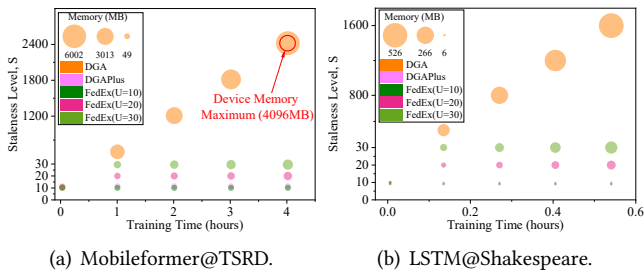 Memory (MB)
6002 3013 49
DGA
DGAPlus
FedEx(U=10)
FedEx(U=20)
FedEx(U=30)
Device Memory
Maximum (4096MB)
Staleness Level, S
2400
1800
1200
30
20
10
0
0 1 2 3 4
Training Time (hours)
(a) Mobileformer@TSRD.
Memory (MB)
526 266 6
DGA
DGAPlus
FedEx(U=10)
FedEx(U=20)
FedEx(U=30)
Staleness Level, S
1600
800
30
20
10
0
0.0 0.2 0.4 0.6
Training Time (hours)
(b) LSTM@Shakespeare.